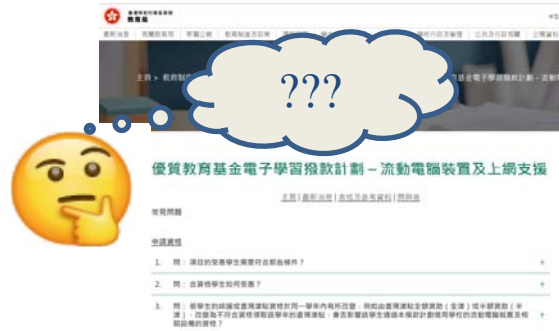 教育局
主頁 > 教育制
???
優質教育基金電子學習撥款計劃 – 流動電腦裝置及上網支援
主頁 | 最新消息 | 表格及參考資料 | 問與答
常見問題
申請資格
1. 問：項目的受惠學生需要符合那些條件？ +
2. 問：合資格學生如何受惠？ +
3. 問：若學生的綜援或書簿津貼資格於同一學年內有所改變，例如由書簿津貼全額資助（全津）或半額資助（半
津），改變為不符合資格領取該學年的書簿津貼，會否影響該學生通過本撥款計劃借用學校的流動電腦裝置及相 +
關設備的資格？